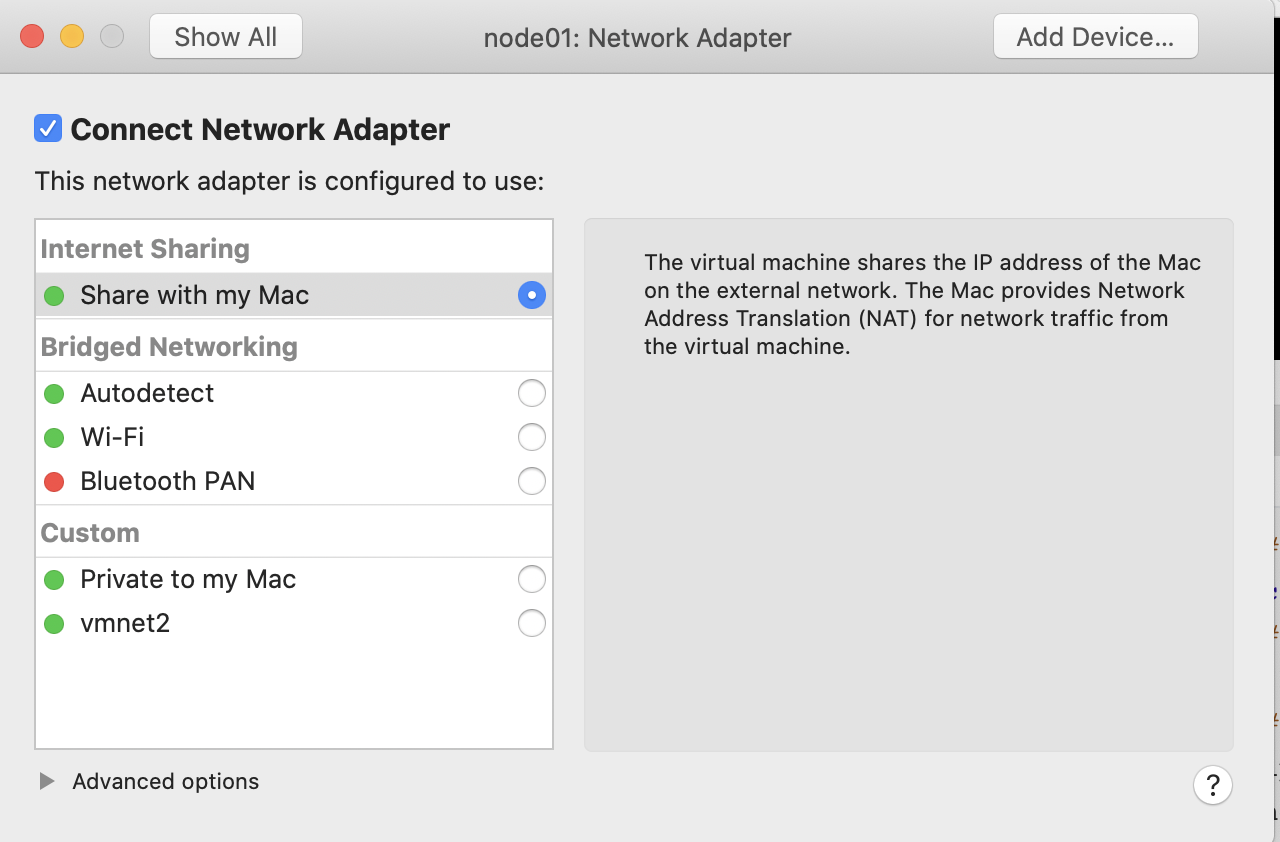 Show All
node01: Network Adapter
Add Device...
Connect Network Adapter
This network adapter is configured to use:
Internet Sharing
Share with my Mac
Bridged Networking
Autodetect
Wi-Fi
Bluetooth PAN
Custom
Private to my Mac
vmnet2
The virtual machine shares the IP address of the Mac
on the external network. The Mac provides Network
Address Translation (NAT) for network traffic from
the virtual machine.
Advanced options
?